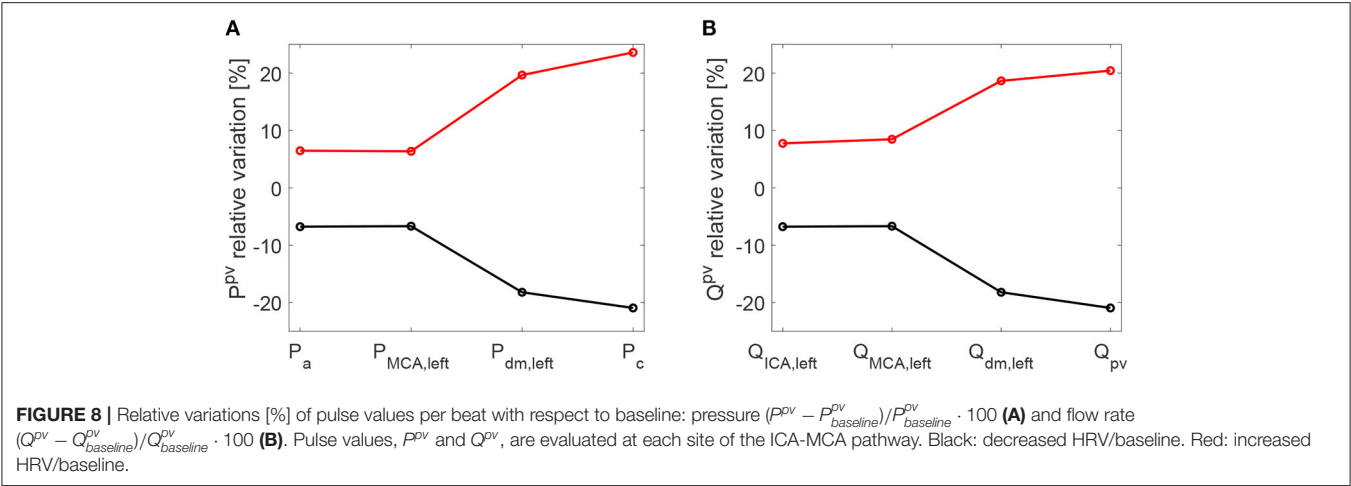 A
B
P^pv relative variation [%]
20
10
0
-10
-20
P_a
P_MCA,left
P_dm,left
P_c
Q^pv relative variation [%]
20
10
0
-10
-20
Q_ICA,left
Q_MCA,left
Q_dm,left
Q_pv
FIGURE 8 | Relative variations [%] of pulse values per beat with respect to baseline: pressure (P^pv − P^pv_baseline)/P^pv_baseline · 100 (A) and flow rate
(Q^pv − Q^pv_baseline)/Q^pv_baseline · 100 (B). Pulse values, P^pv and Q^pv, are evaluated at each site of the ICA-MCA pathway. Black: decreased HRV/baseline. Red: increased
HRV/baseline.